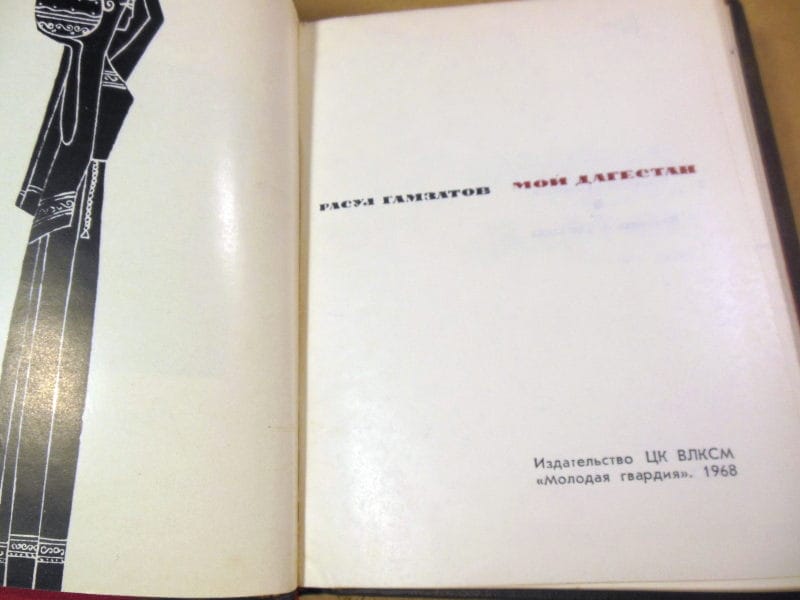 РАСУЛ ГАМЗАТОВ МОЙ ДАГЕСТАН
Издательство ЦК ВЛКСМ
«Молодая гвардия». 1968